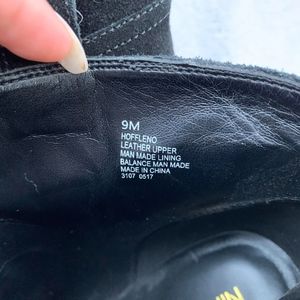 9M
HOFFLENO
LEATHER UPPER
MAN MADE LINING
BALANCE MAN MADE
MADE IN CHINA
3107 0517